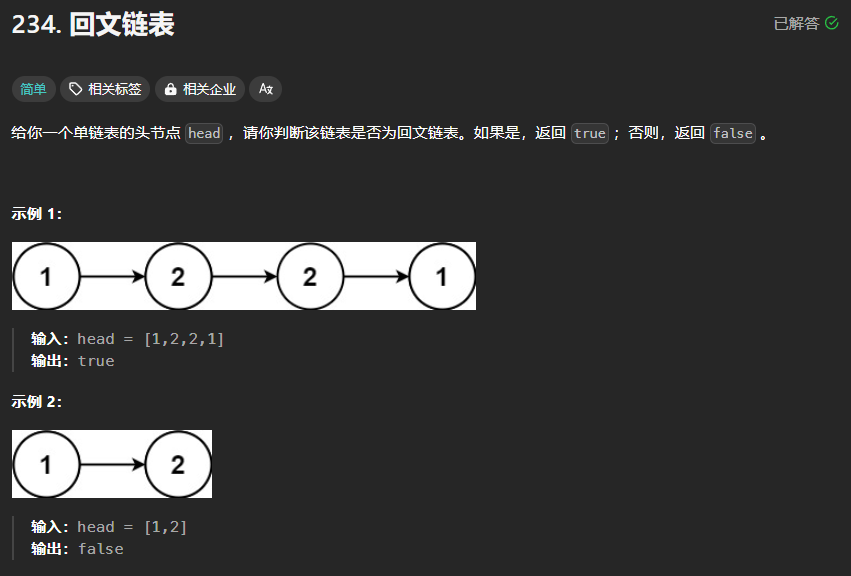 234. 回文链表
已解答
简单 相关标签 相关企业 Ax
给你一个单链表的头节点 head ，请你判断该链表是否为回文链表。如果是，返回 true ；否则，返回 false 。
示例 1：
1 2 2 1
输入：head = [1,2,2,1]
输出：true
示例 2：
1 2
输入：head = [1,2]
输出：false